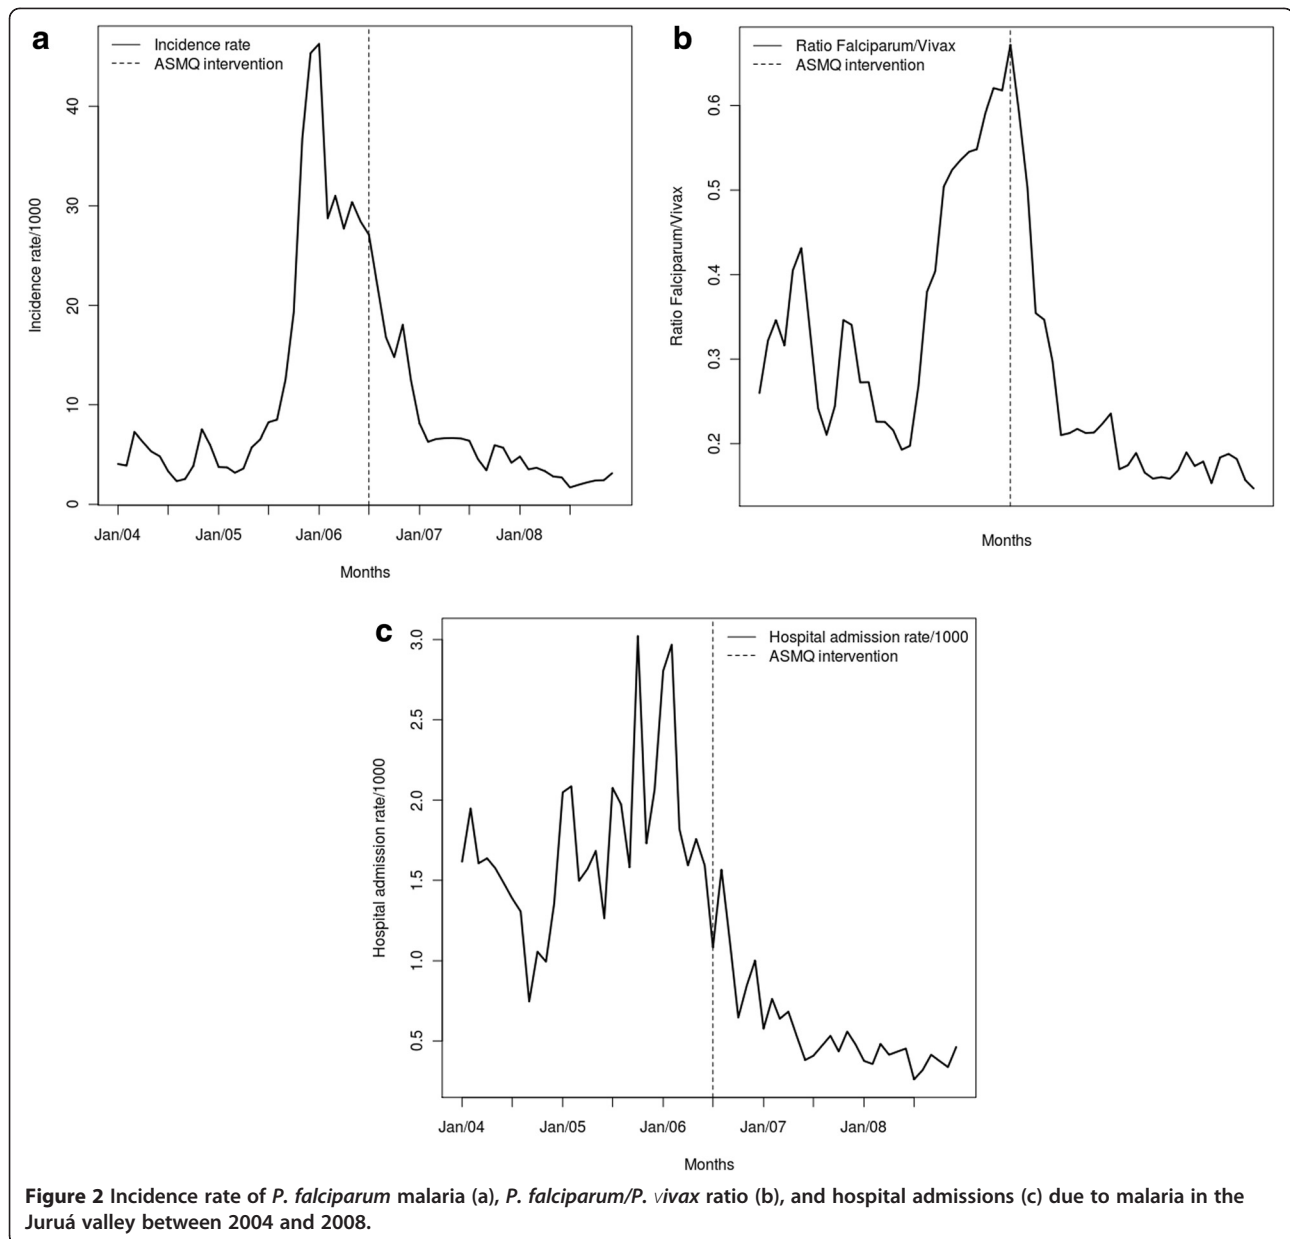 a
Incidence rate
ASMQ intervention
Incidence rate/1000
40
30
20
10
0
Jan/04 Jan/05 Jan/06 Jan/07 Jan/08
Months
b
Ratio Falciparum/Vivax
ASMQ intervention
Ratio Falciparum/Vivax
0.6
0.5
0.4
0.3
0.2
Months
c
Hospital admission rate/1000
ASMQ intervention
Hospital admission rate/1000
3.0
2.5
2.0
1.5
1.0
0.5
Jan/04 Jan/05 Jan/06 Jan/07 Jan/08
Months
Figure 2 Incidence rate of P. falciparum malaria (a), P. falciparum/P. vivax ratio (b), and hospital admissions (c) due to malaria in the
Juruá valley between 2004 and 2008.